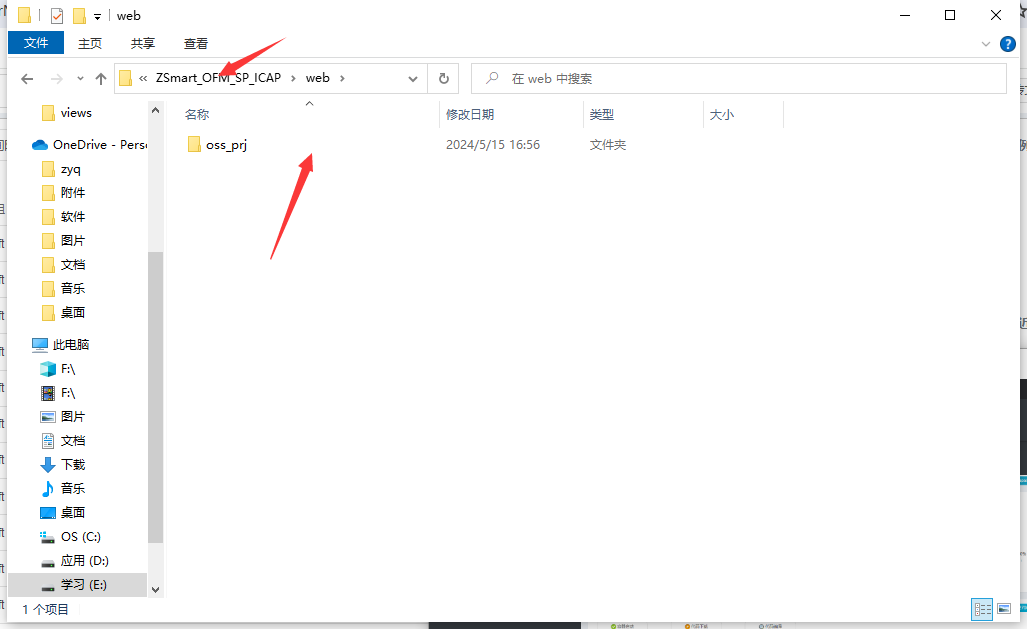 web
文件 主页 共享 查看
« ZSmart_OFM_SP_ICAP › web ›
在 web 中搜索
名称 修改日期 类型 大小
oss_prj 2024/5/15 16:56 文件夹
views
OneDrive - Perso
zyq
附件
软件
图片
文档
音乐
桌面
此电脑
F:\
F:\
图片
文档
下载
音乐
桌面
OS (C:)
应用 (D:)
学习 (E:)
1 个项目